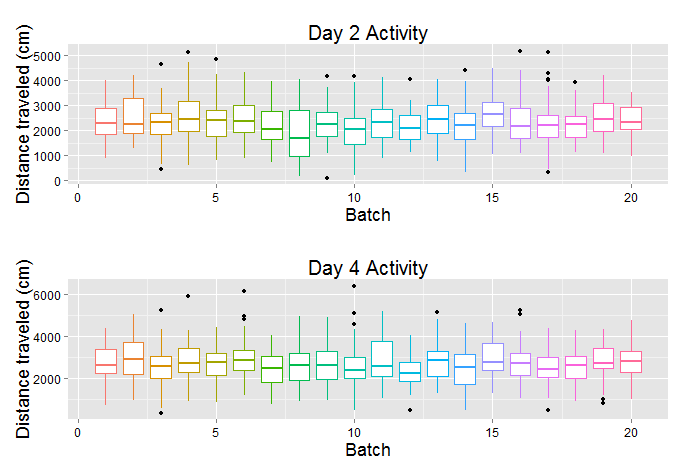 Day 2 Activity
Distance traveled (cm)
5000
4000
3000
2000
1000
0
0 5 10 15 20
Batch
Day 4 Activity
Distance traveled (cm)
6000
4000
2000
0 5 10 15 20
Batch